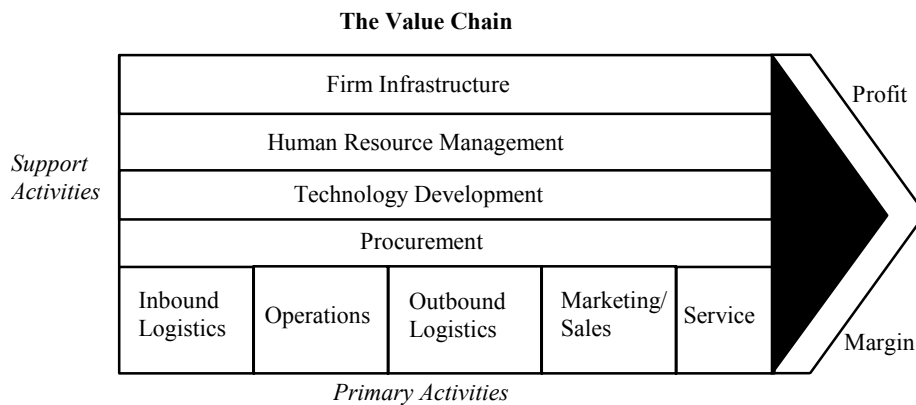 The Value Chain
Firm Infrastructure
Profit
Human Resource Management
Support
Activities
Technology Development
Procurement
Inbound
Logistics
Operations
Outbound
Logistics
Marketing/
Sales
Service
Margin
Primary Activities